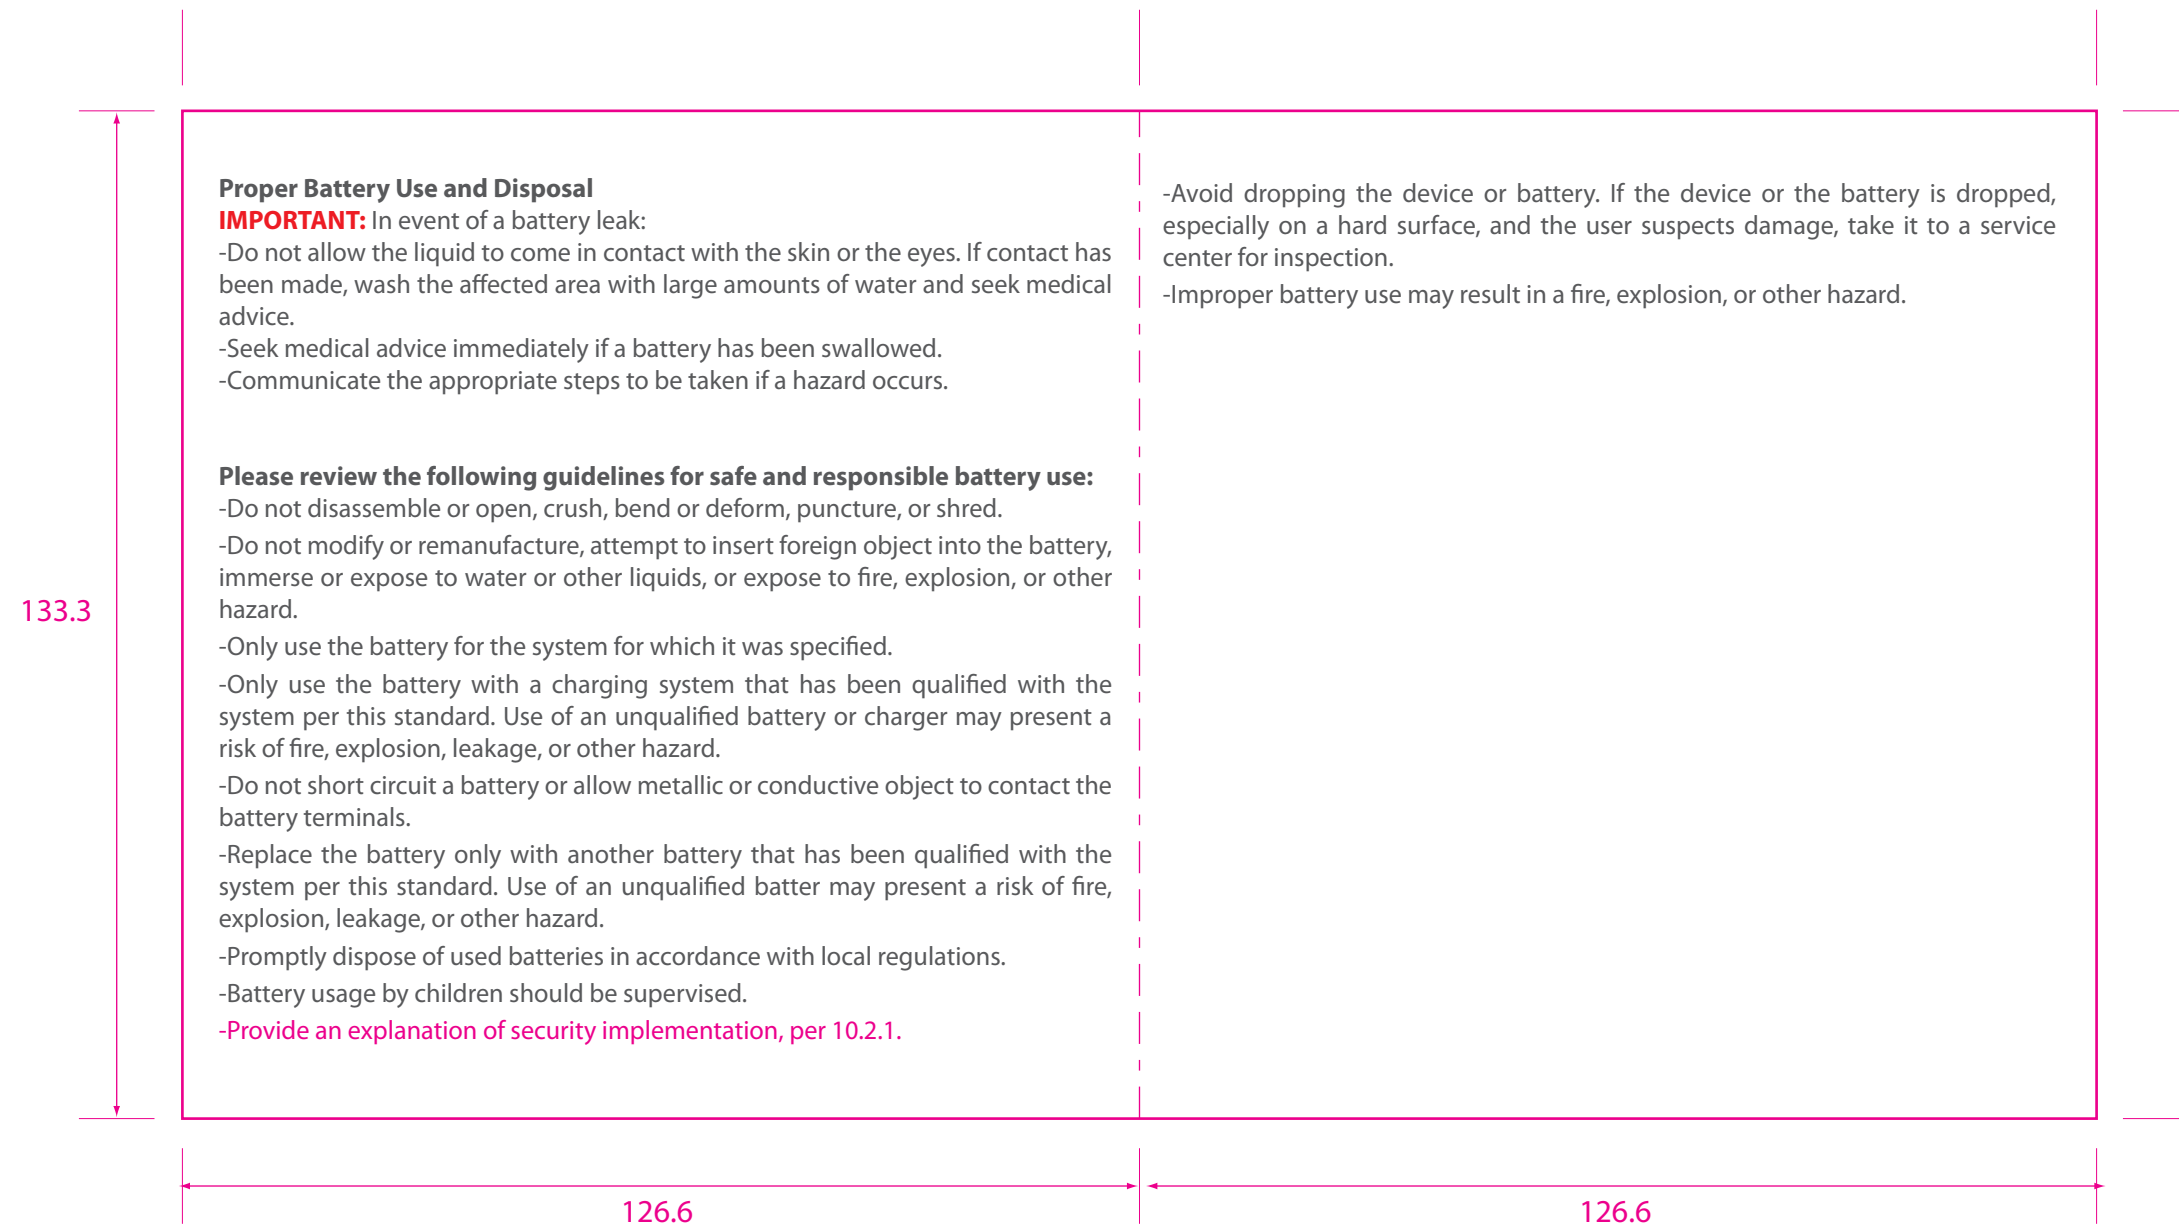 Proper Battery Use and Disposal
IMPORTANT: In event of a battery leak:
-Do not allow the liquid to come in contact with the skin or the eyes. If contact has
been made, wash the affected area with large amounts of water and seek medical
advice.
-Seek medical advice immediately if a battery has been swallowed.
-Communicate the appropriate steps to be taken if a hazard occurs.
Please review the following guidelines for safe and responsible battery use:
-Do not disassemble or open, crush, bend or deform, puncture, or shred.
-Do not modify or remanufacture, attempt to insert foreign object into the battery,
immerse or expose to water or other liquids, or expose to fire, explosion, or other
hazard.
-Only use the battery for the system for which it was specified.
-Only use the battery with a charging system that has been qualified with the
system per this standard. Use of an unqualified battery or charger may present a
risk of fire, explosion, leakage, or other hazard.
-Do not short circuit a battery or allow metallic or conductive object to contact the
battery terminals.
-Replace the battery only with another battery that has been qualified with the
system per this standard. Use of an unqualified batter may present a risk of fire,
explosion, leakage, or other hazard.
-Promptly dispose of used batteries in accordance with local regulations.
-Battery usage by children should be supervised.
-Provide an explanation of security implementation, per 10.2.1.
-Avoid dropping the device or battery. If the device or the battery is dropped,
especially on a hard surface, and the user suspects damage, take it to a service
center for inspection.
-Improper battery use may result in a fire, explosion, or other hazard.
133.3
126.6
126.6